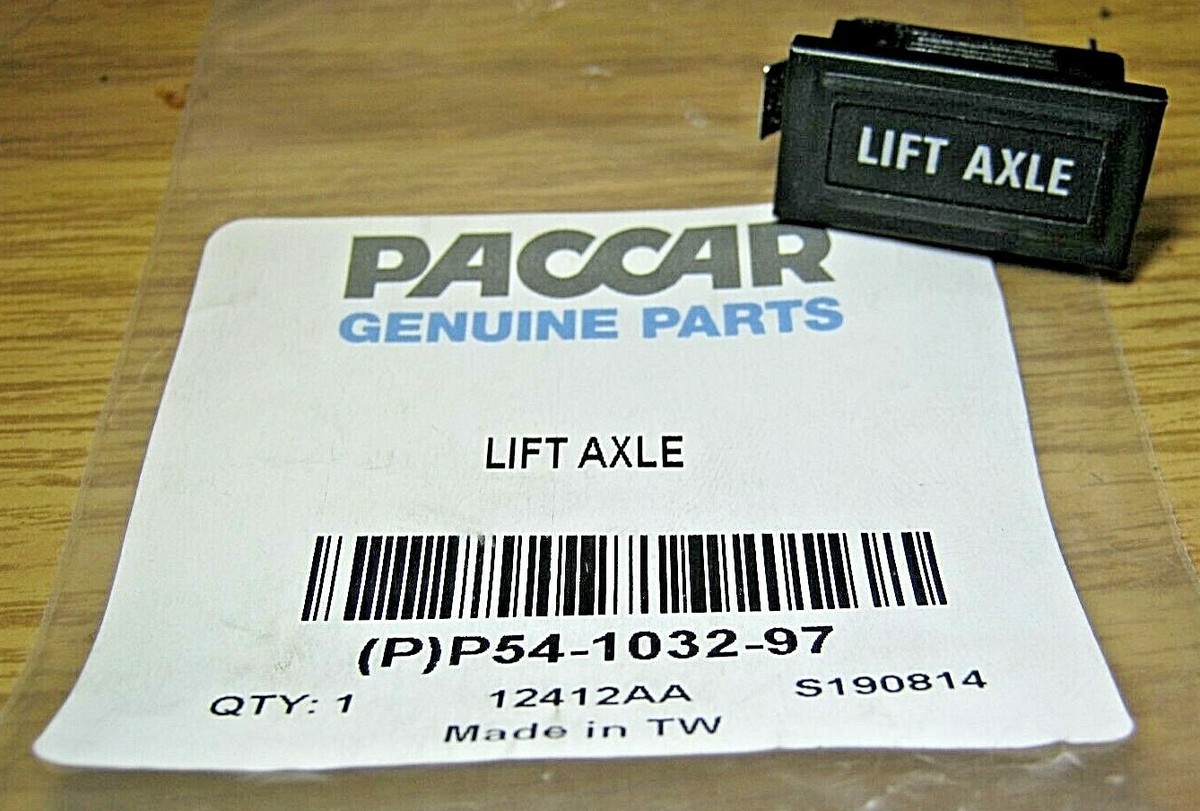 LIFT AXLE
PACCAR
GENUINE PARTS
LIFT AXLE
(P)P54-1032-97
QTY: 1 12412AA S190814
Made in TW